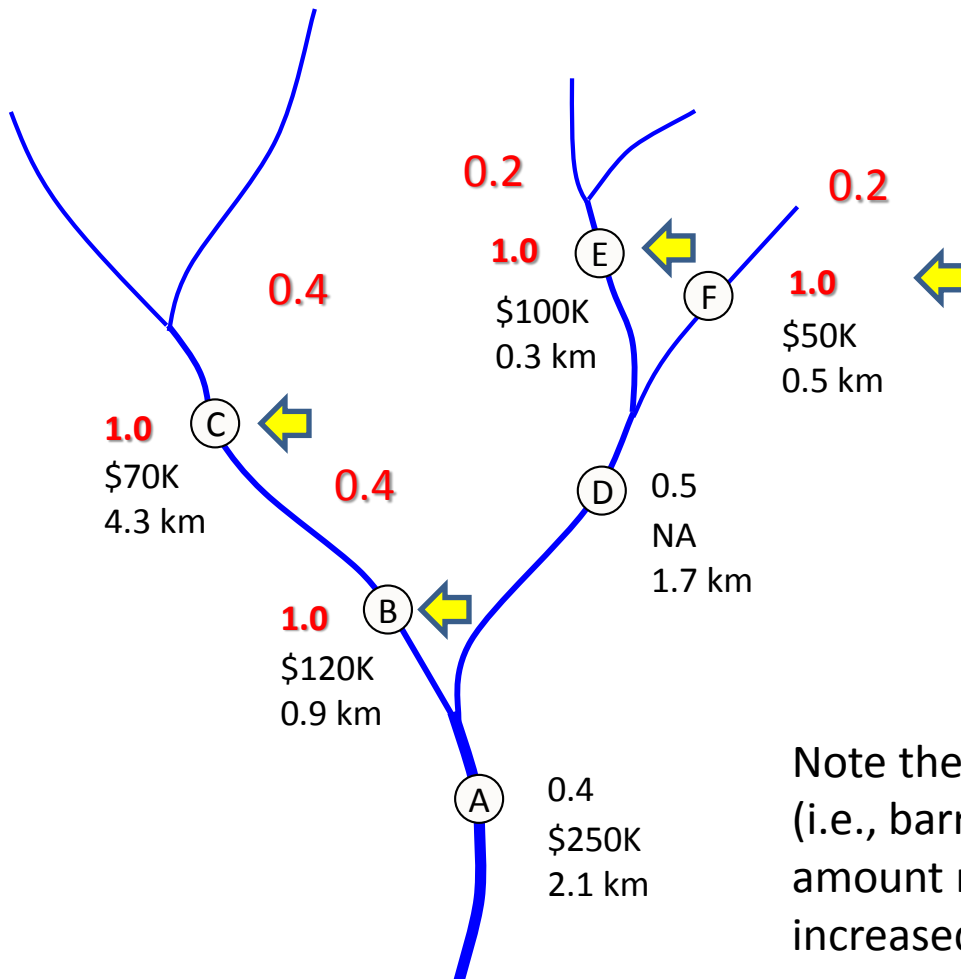 0.2
0.2
1.0
E
1.0
0.4
F
$100K
0.3 km
$50K
0.5 km
C
1.0
$70K
4.3 km
0.4
D
0.5
NA
1.7 km
B
1.0
$120K
0.9 km
A
0.4
$250K
2.1 km
Note the
(i.e.,
amount
increased